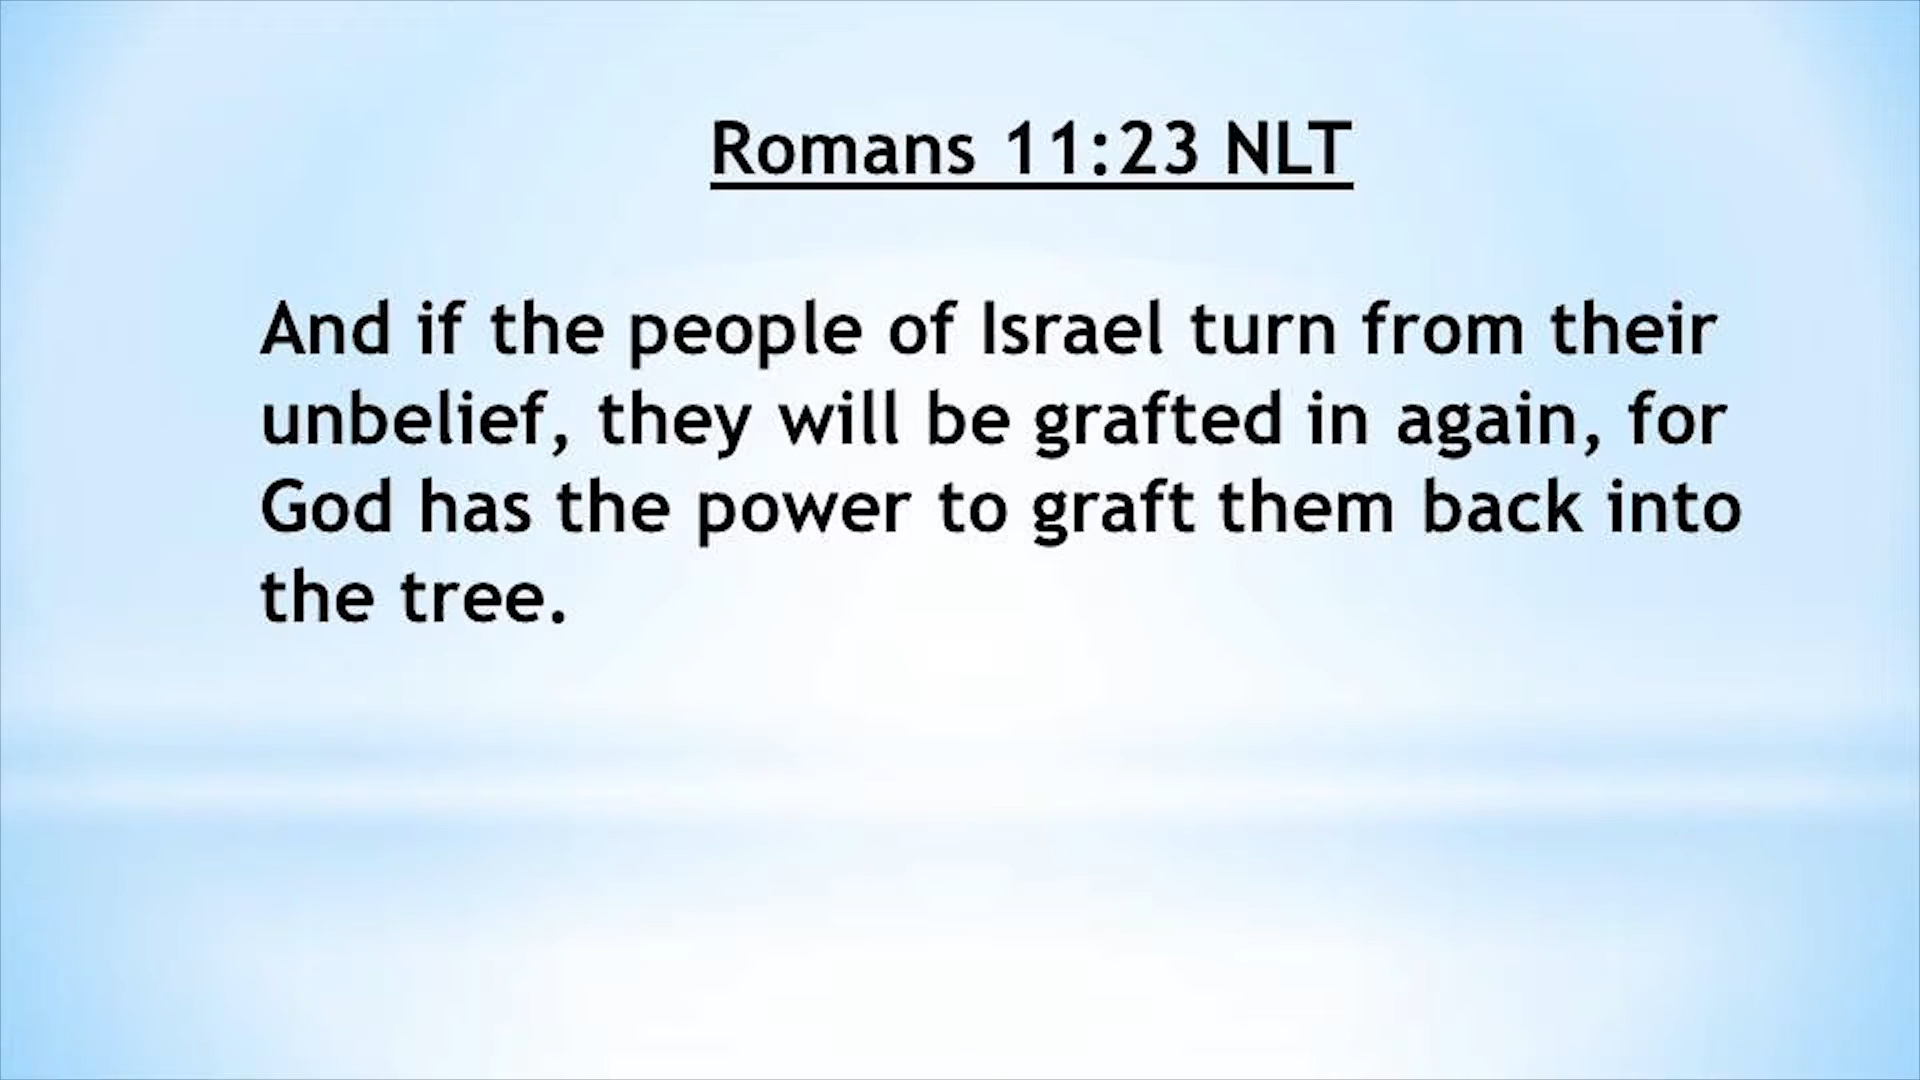 Romans 11:23 NLT
And if the people of Israel turn from their
unbelief, they will be grafted in again, for
God has the power to graft them back into
the tree.